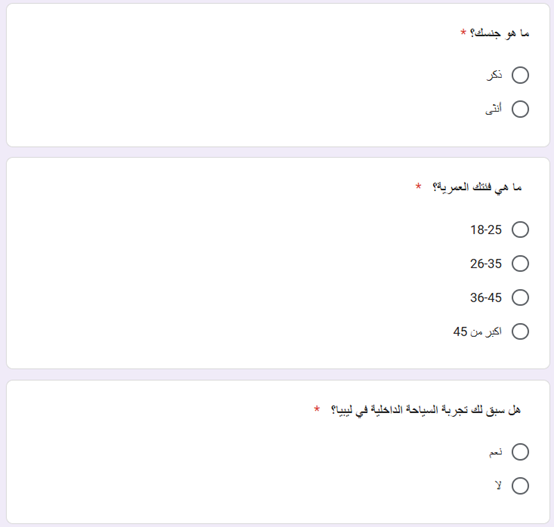 ما هو جنسك؟ *
ذكر
أنثى
ما هي فئتك العمرية؟ *
18-25
26-35
36-45
اكبر من 45
هل سبق لك تجربة السياحة الداخلية في ليبيا؟ *
نعم
لا